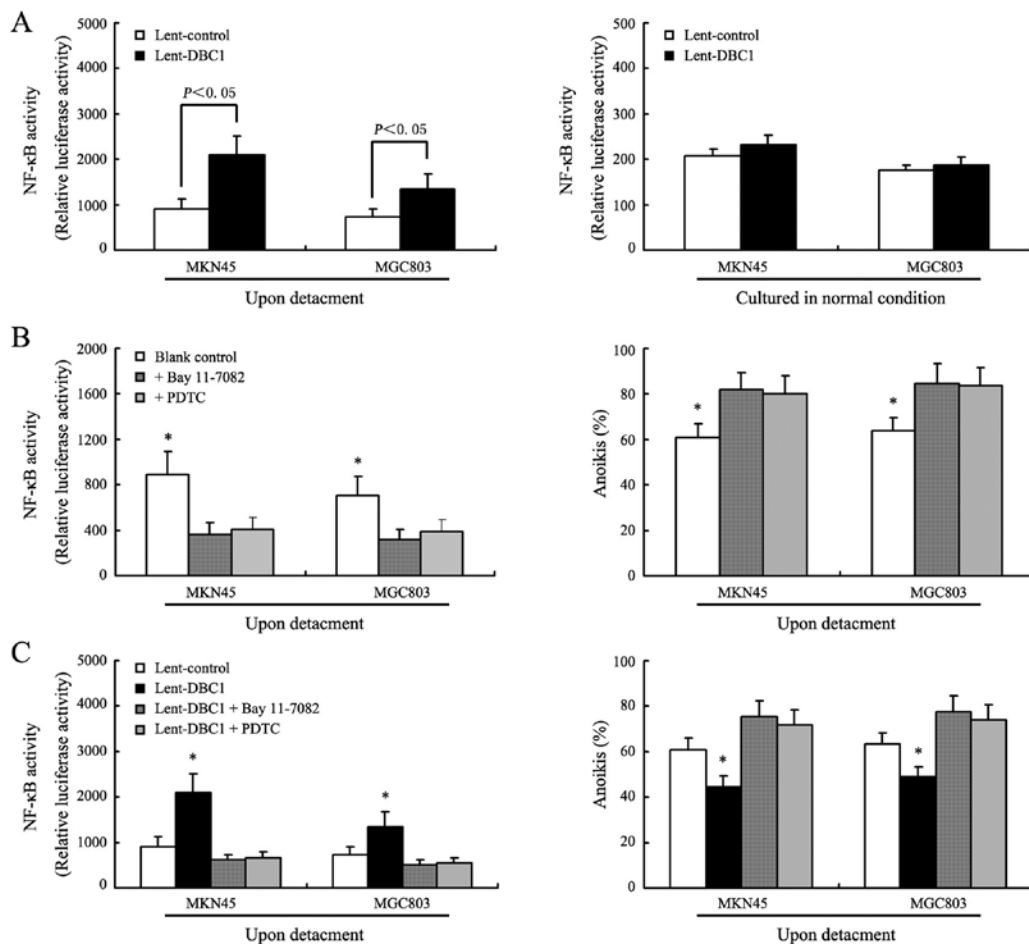 A
NF-κB activity
(Relative luciferase activity)
5000
4000
3000
2000
1000
0
Lent-control
Lent-DBC1
P<0.05
P<0.05
MKN45
MGC803
Upon detacment
NF-κB activity
(Relative luciferase activity)
500
400
300
200
100
0
Lent-control
Lent-DBC1
MKN45
MGC803
Cultured in normal condition
B
NF-κB activity
(Relative luciferase activity)
2000
1600
1200
800
400
0
Blank control
+ Bay 11-7082
+ PDTC
*
*
MKN45
MGC803
Upon detacment
Anoikis (%)
100
80
60
40
20
0
*
*
MKN45
MGC803
Upon detacment
C
NF-κB activity
(Relative luciferase activity)
5000
4000
3000
2000
1000
0
Lent-control
Lent-DBC1
Lent-DBC1 + Bay 11-7082
Lent-DBC1 + PDTC
*
*
MKN45
MGC803
Upon detacment
Anoikis (%)
100
80
60
40
20
0
*
*
MKN45
MGC803
Upon detacment